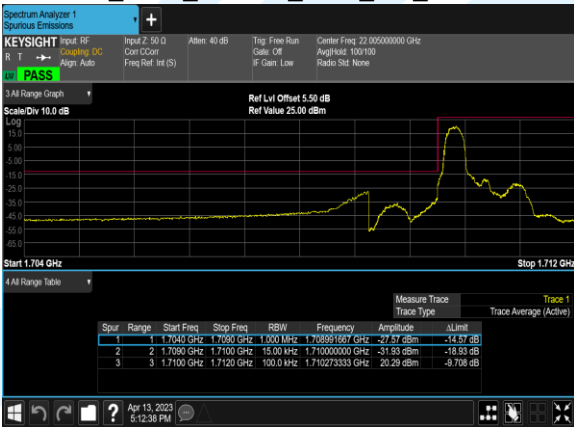 Spectrum Analyzer 1
Spurious Emissions
KEYSIGHT Input: RF Input Z: 50 Ω Atten: 40 dB Trig: Free Run Center Freq: 22.005000000 GHz
R T Coupling: DC Corr CCorr Gate: Off Avg|Hold: 100/100
Align: Auto Freq Ref: Int (S) IF Gain: Low Radio Std: None
PASS
3 All Range Graph
Ref Lvl Offset 5.50 dB
Scale/Div 10.0 dB Ref Value 25.00 dBm
Log
15.0
5.00
-5.00
-15.0
-25.0
-35.0
-45.0
-55.0
-65.0
Start 1.704 GHz Stop 1.712 GHz
4 All Range Table
Measure Trace Trace 1
Trace Type Trace Average (Active)
Spur Range Start Freq Stop Freq RBW Frequency Amplitude ΔLimit
1 1 1.7040 GHz 1.7090 GHz 1.000 MHz 1.708991667 GHz -27.57 dBm -14.57 dB
2 2 1.7090 GHz 1.7100 GHz 15.00 kHz 1.710000000 GHz -31.93 dBm -18.93 dB
3 3 1.7100 GHz 1.7120 GHz 100.0 kHz 1.710273333 GHz 20.29 dBm -9.708 dB
? Apr 13, 2023
5:12:38 PM